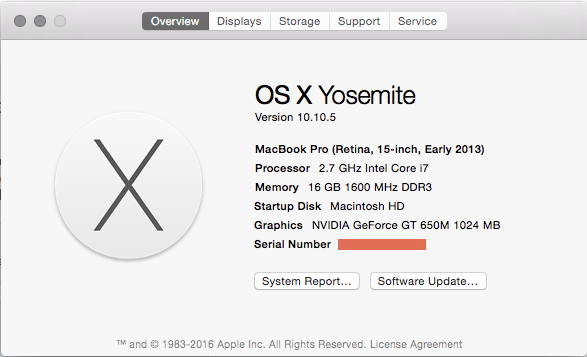 Overview Displays Storage Support Service
OS X Yosemite
Version 10.10.5
MacBook Pro (Retina, 15-inch, Early 2013)
Processor 2.7 GHz Intel Core i7
Memory 16 GB 1600 MHz DDR3
Startup Disk Macintosh HD
Graphics NVIDIA GeForce GT 650M 1024 MB
Serial Number
System Report... Software Update...
™ and © 1983-2016 Apple Inc. All Rights Reserved. License Agreement